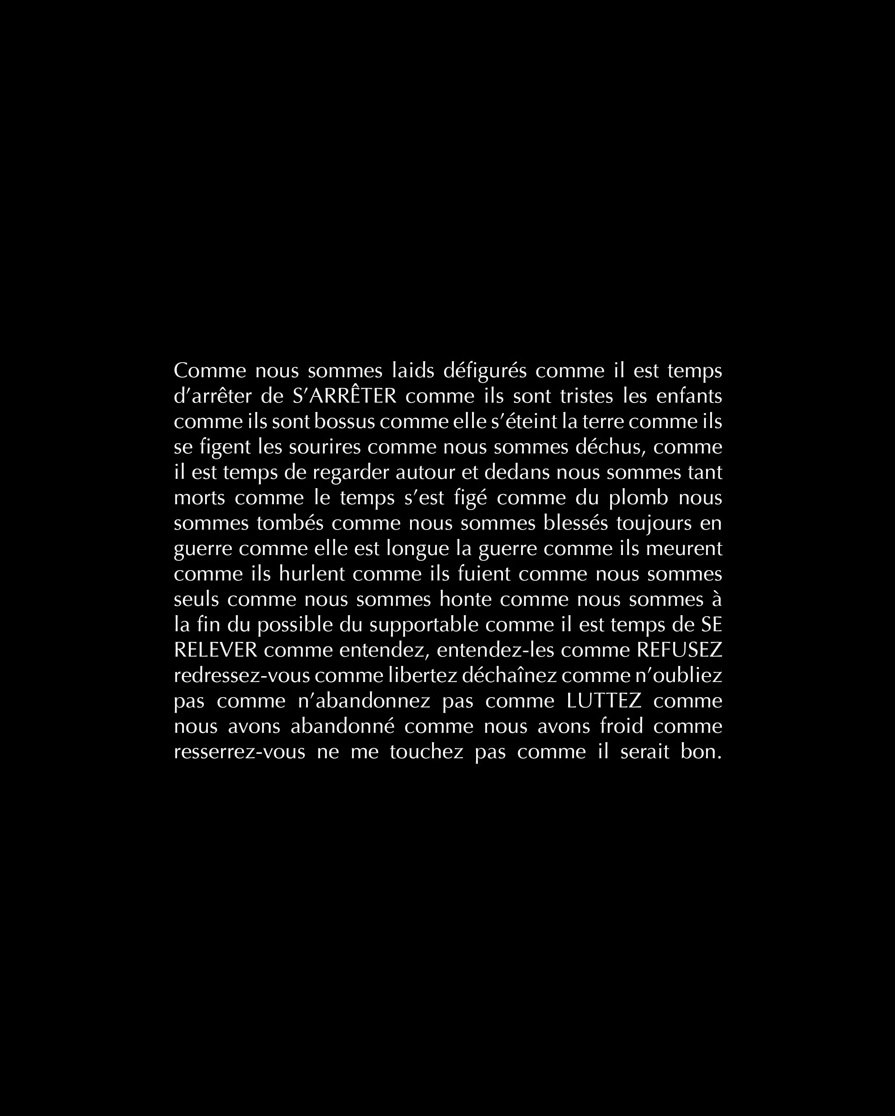 Comme nous sommes laids défigurés comme il est temps
d’arrêter de S’ARRÊTER comme ils sont tristes les enfants
comme ils sont bossus comme elle s’éteint la terre comme ils
se figent les sourires comme nous sommes déchus, comme
il est temps de regarder autour et dedans nous sommes tant
morts comme le temps s’est figé comme du plomb nous
sommes tombés comme nous sommes blessés toujours en
guerre comme elle est longue la guerre comme ils meurent
comme ils hurlent comme ils fuient comme nous sommes
seuls comme nous sommes honte comme nous sommes à
la fin du possible du supportable comme il est temps de SE
RELEVER comme entendez, entendez-les comme REFUSEZ
redressez-vous comme libertez déchaînez comme n’oubliez
pas comme n’abandonnez pas comme LUTTEZ comme
nous avons abandonné comme nous avons froid comme
resserrez-vous ne me touchez pas comme il serait bon.